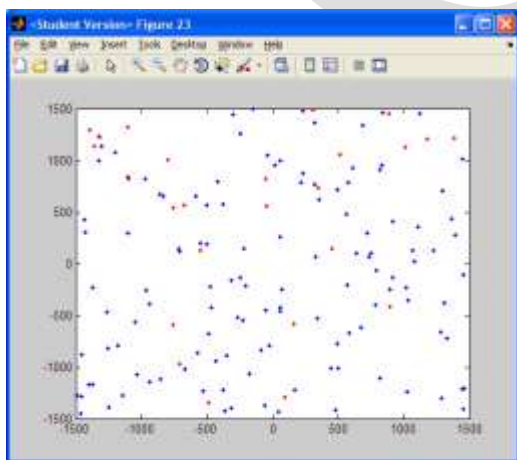 <Student Version> Figure 23
File Edit View Insert Tools Desktop Window Help
1500
1000
500
0
-500
-1000
-1500
-1500 -1000 -500 0 500 1000 1500